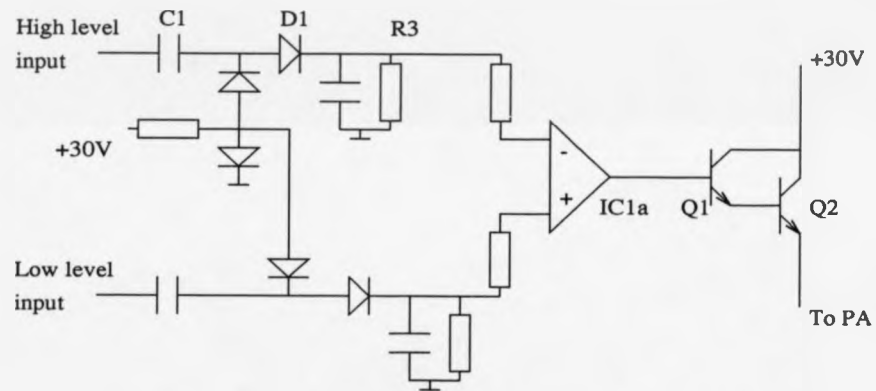 High level
input
C1
D1
R3
+30V
+30V
-
+
IC1a
Q1
Q2
Low level
input
To PA